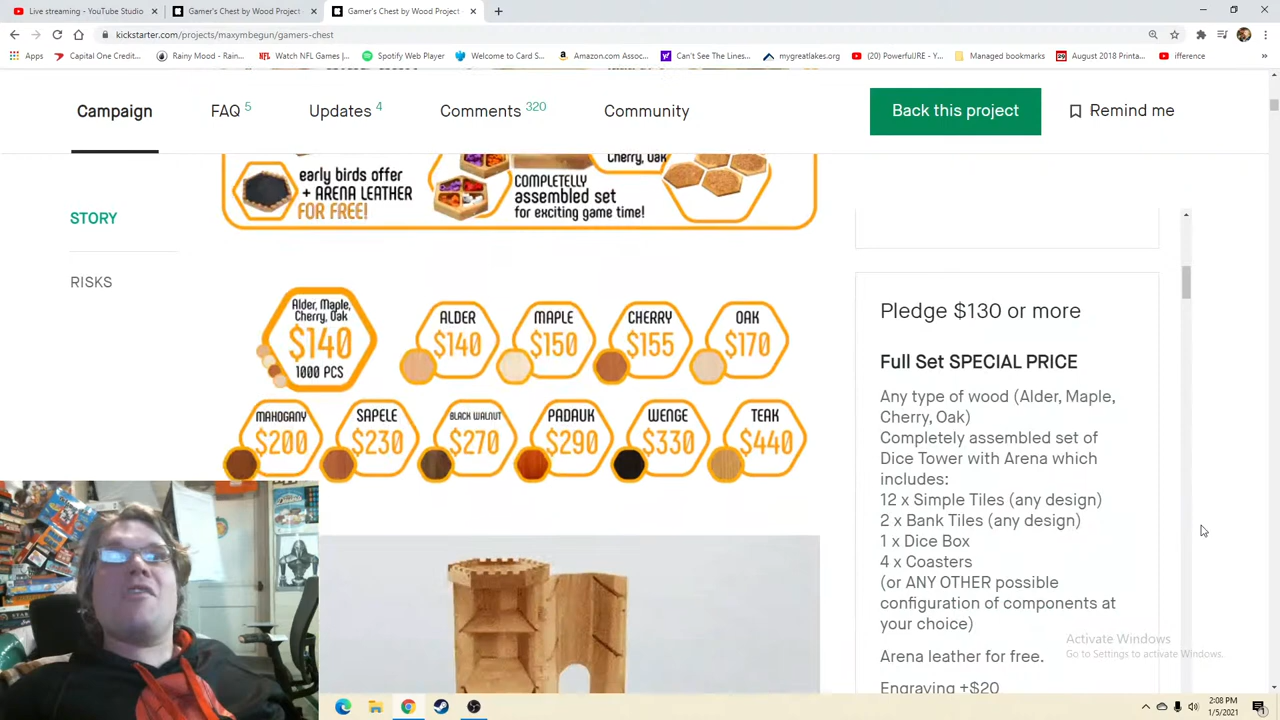 Live streaming - YouTube Studio
Gamer's Chest by Wood Project
Gamer's Chest by Wood Project
kickstarter.com/projects/maxymbegun/gamers-chest
Apps
Capital One Credit...
Rainy Mood - Rain...
Watch NFL Games |...
Spotify Web Player
Welcome to Card S...
Amazon.com Assoc...
Can't See The Lines...
mygreatlakes.org
(20) PowerfulJRE - Y...
Managed bookmarks
August 2018 Printa...
ifference
Campaign
FAQ 5
Updates 4
Comments 320
Community
Back this project
Remind me
STORY
RISKS
early birds offer
+ ARENA LEATHER
FOR FREE!
COMPLETELLY
assembled set
for exciting game time!
Cherry, Oak
Alder, Maple,
Cherry, Oak
$140
1000 PCS
ALDER
$140
MAPLE
$150
CHERRY
$155
OAK
$170
MAHOGANY
$200
SAPELE
$230
BLACK WALNUT
$270
PADAUK
$290
WENGE
$330
TEAK
$440
Pledge $130 or more
Full Set SPECIAL PRICE
Any type of wood (Alder, Maple,
Cherry, Oak)
Completely assembled set of
Dice Tower with Arena which
includes:
12 x Simple Tiles (any design)
2 x Bank Tiles (any design)
1 x Dice Box
4 x Coasters
(or ANY OTHER possible
configuration of components at
your choice)
Arena leather for free.
Engraving +$20
Activate Windows
Go to Settings to activate Windows.
2:08 PM
1/5/2021